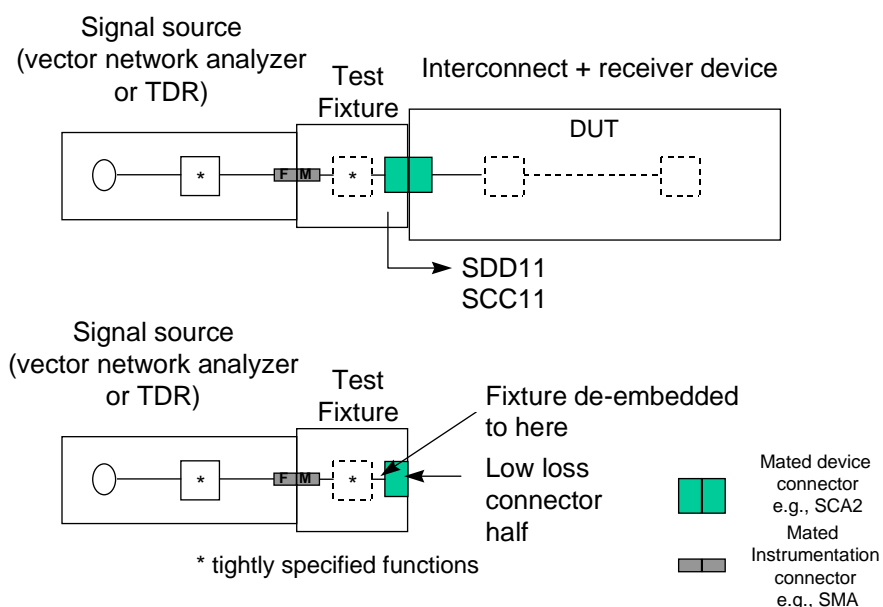 Signal source
(vector network analyzer
or TDR)
Test
Fixture
Interconnect + receiver device
DUT
*
F M
*
SDD11
SCC11
Signal source
(vector network analyzer
or TDR)
Test
Fixture
Fixture de-embedded
to here
*
F M
*
Low loss
connector
half
* tightly specified functions
Mated device
connector
e.g., SCA2
Mated
Instrumentation
connector
e.g., SMA